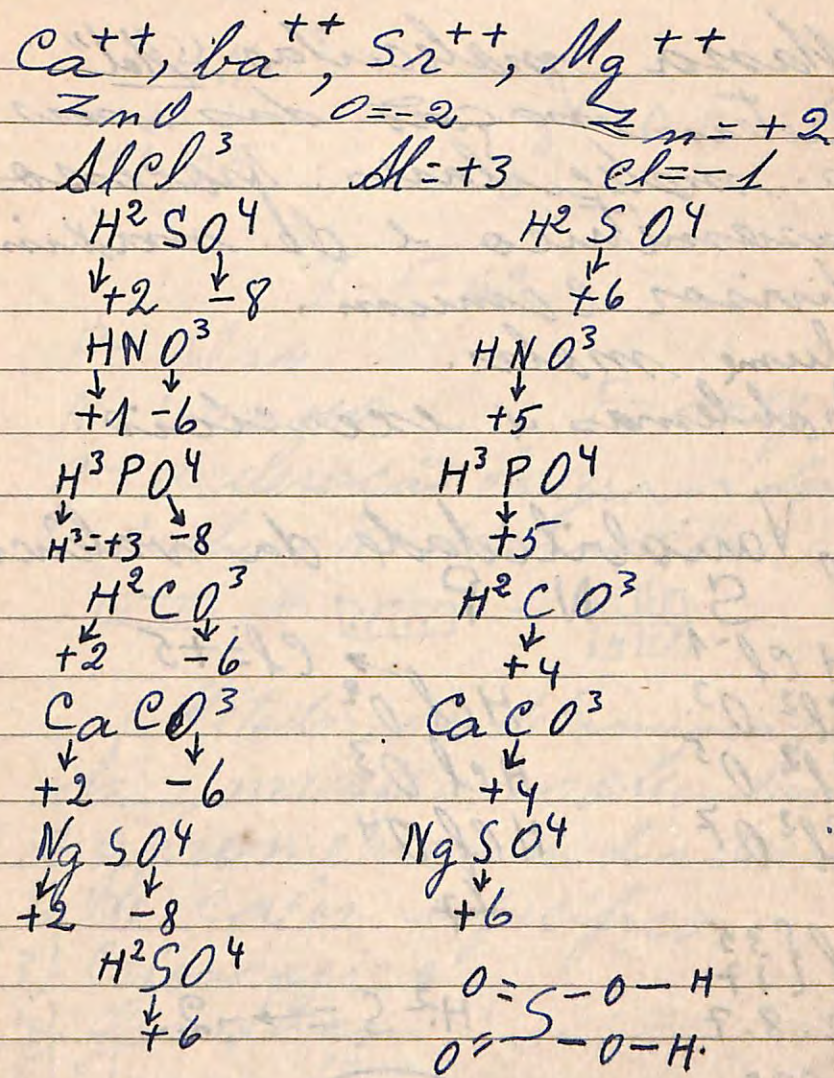 Ca⁺⁺, ba⁺⁺, Sr⁺⁺, Mg⁺⁺
ZnO O=-2 Zn=+2
AlCl³ Al=+3 Cl=-1
H²SO⁴ H²SO⁴
↓+2 ↓-8 ↓+6
HNO³ HNO³
↓+1 ↓-6 ↓+5
H³PO⁴ H³PO⁴
↓H³=+3 ↘-8 ↓+5
H²CO³ H²CO³
↙+2 ↓-6 ↓+4
CaCO³ CaCO³
↓+2 ↓-6 ↓+4
NgSO⁴ NgSO⁴
↓+2 ↓-8 ↓+6
H²SO⁴
↓+6
O=S-O-H
O=S-O-H.